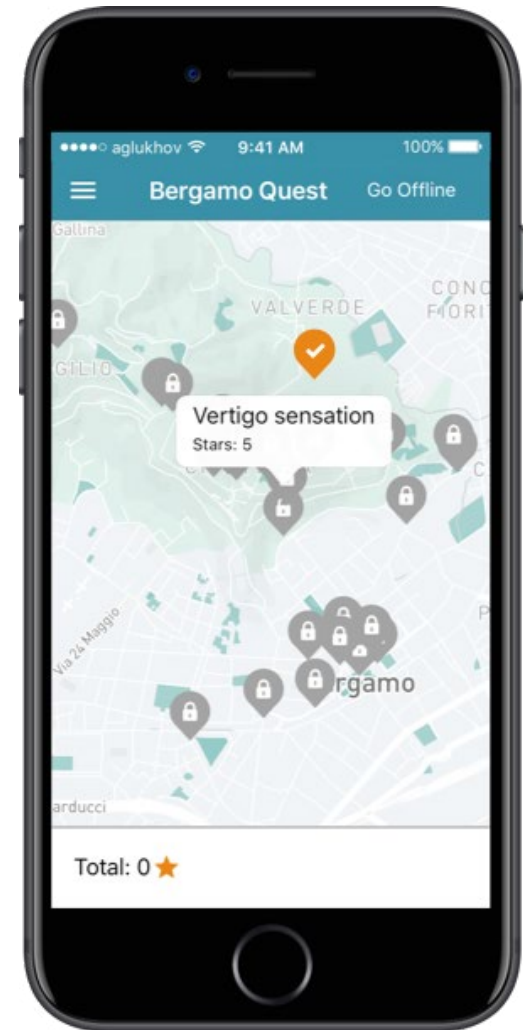 aglukhov 9:41 AM 100%
Bergamo Quest Go Offline
Gallina
CONC
VALVERDE FIORI
GILIO
Vertigo sensation
Stars: 5
C
C
P
Via 24 Maggio
rgamo
arducci
Total: 0